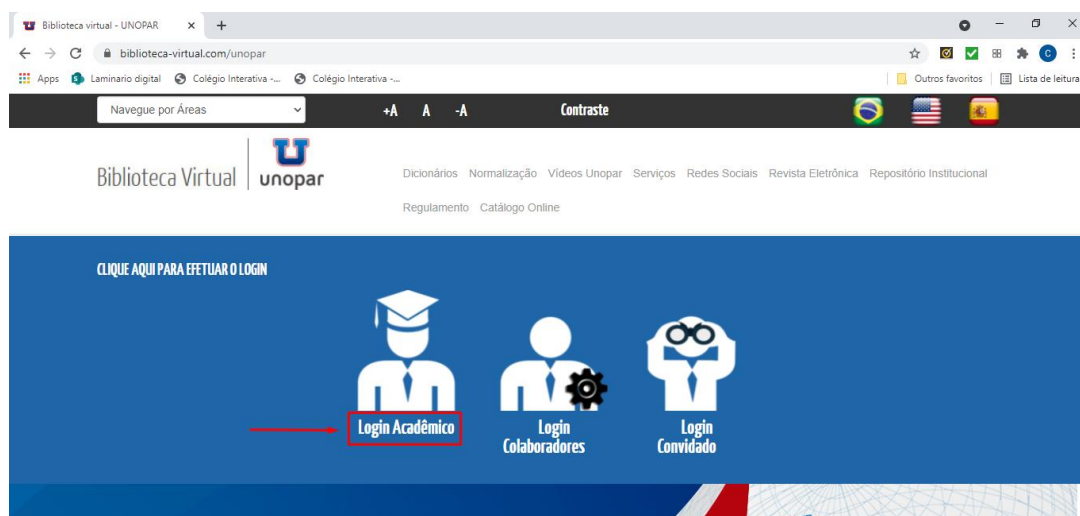 Biblioteca virtual - UNOPAR
biblioteca-virtual.com/unopar
C
Apps Laminario digital Colégio Interativa -... Colégio Interativa -... Outros favoritos Lista de leitura
Navegue por Áreas +A A -A Contraste
Biblioteca Virtual unopar
Dicionários Normalização Vídeos Unopar Serviços Redes Sociais Revista Eletrônica Repositório Institucional
Regulamento Catálogo Online
CLIQUE AQUI PARA EFETUAR O LOGIN
Login Acadêmico
Login
Colaboradores
Login
Convidado